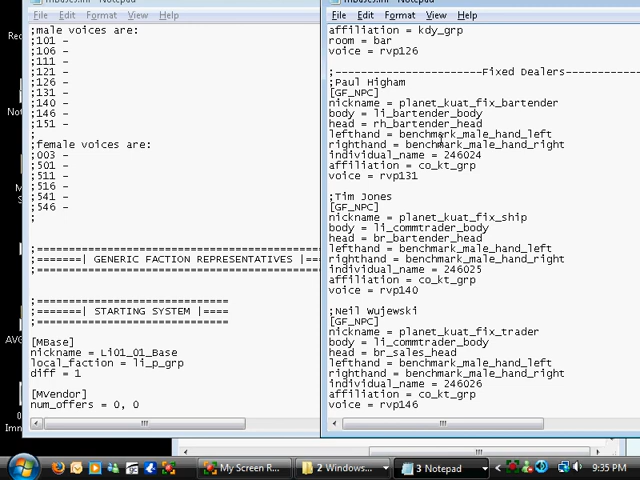 File Edit Format View Help
;male voices are:
;101 -
;106 -
;111 -
;121 -
;126 -
;131 -
;140 -
;146 -
;151 -
;
;female voices are:
;003 -
;501 -
;511 -
;516 -
;541 -
;546 -
;
;=====================================
;=======| GENERIC FACTION REPRESENTATIVES |===
;=====================================
;=============================
;=======| STARTING SYSTEM |====
;=============================
[MBase]
nickname = Li01_01_Base
local_faction = li_p_grp
diff = 1
[MVendor]
num_offers = 0, 0
File Edit Format View Help
affiliation = kdy_grp
room = bar
voice = rvp126
;-----------------------Fixed Dealers-----------
;Paul Higham
[GF_NPC]
nickname = planet_kuat_fix_bartender
body = li_bartender_body
head = rh_bartender_head
lefthand = benchmark_male_hand_left
righthand = benchmark_male_hand_right
individual_name = 246024
affiliation = co_kt_grp
voice = rvp131
;Tim Jones
[GF_NPC]
nickname = planet_kuat_fix_ship
body = li_commtrader_body
head = br_bartender_head
lefthand = benchmark_male_hand_left
righthand = benchmark_male_hand_right
individual_name = 246025
affiliation = co_kt_grp
voice = rvp140
;Neil Wujewski
[GF_NPC]
nickname = planet_kuat_fix_trader
body = li_commtrader_body
head = br_sales_head
lefthand = benchmark_male_hand_left
righthand = benchmark_male_hand_right
individual_name = 246026
affiliation = co_kt_grp
voice = rvp146
My Screen R...
2 Windows...
3 Notepad
9:35 PM